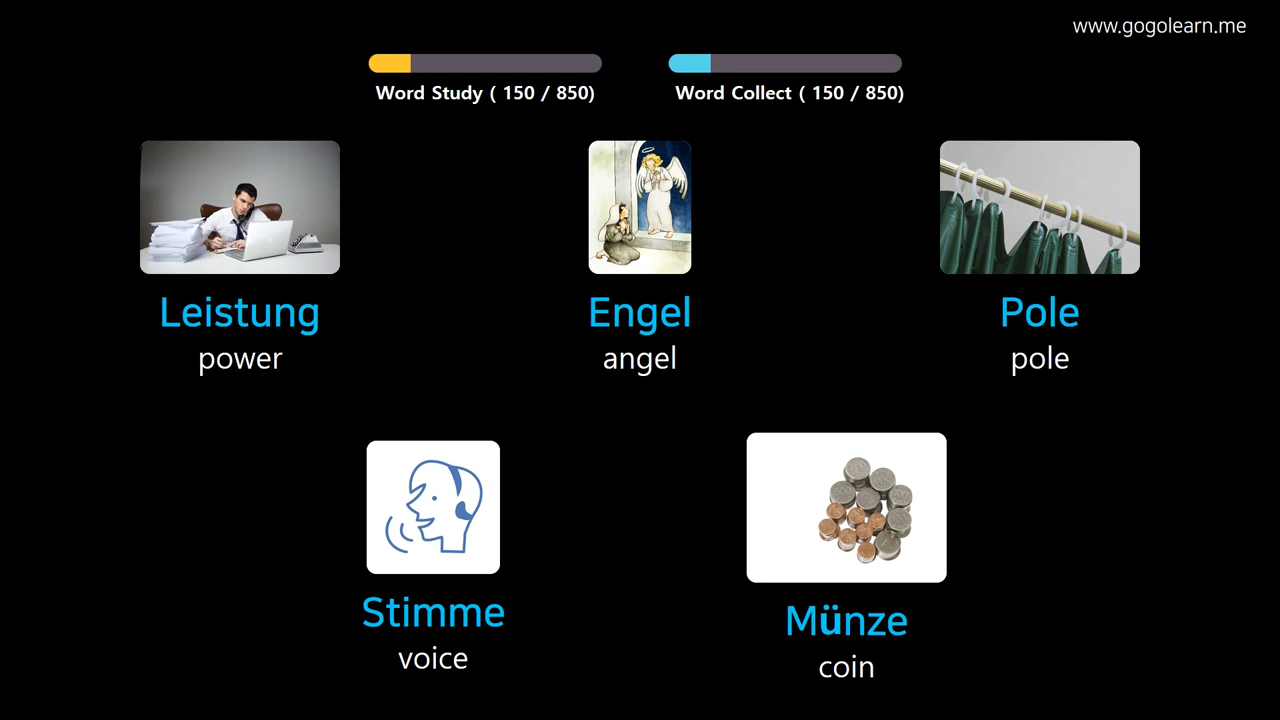 www.gogolearn.me
Word Study ( 150 / 850)
Word Collect ( 150 / 850)
Leistung
power
Engel
angel
Pole
pole
Stimme
voice
Münze
coin